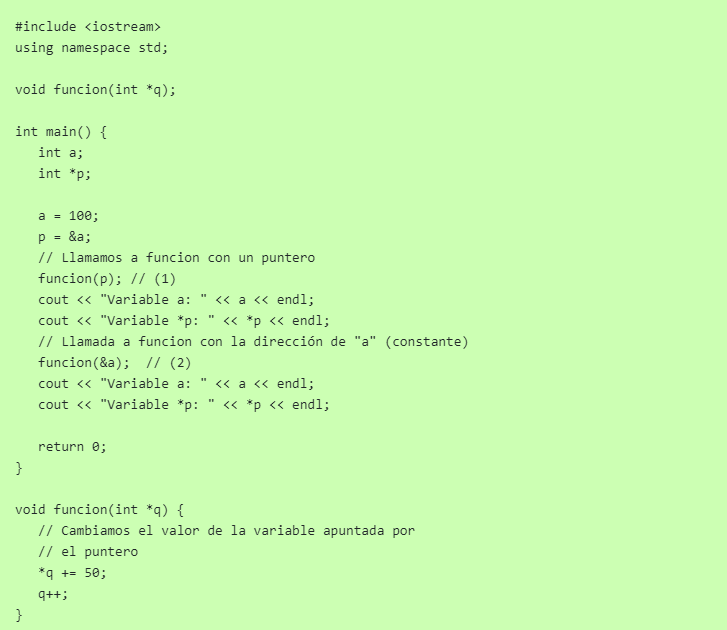 #include <iostream>
using namespace std;

void funcion(int *q);

int main() {
   int a;
   int *p;

   a = 100;
   p = &a;
   // Llamamos a funcion con un puntero
   funcion(p); // (1)
   cout << "Variable a: " << a << endl;
   cout << "Variable *p: " << *p << endl;
   // Llamada a funcion con la dirección de "a" (constante)
   funcion(&a);  // (2)
   cout << "Variable a: " << a << endl;
   cout << "Variable *p: " << *p << endl;

   return 0;
}

void funcion(int *q) {
   // Cambiamos el valor de la variable apuntada por
   // el puntero
   *q += 50;
   q++;
}